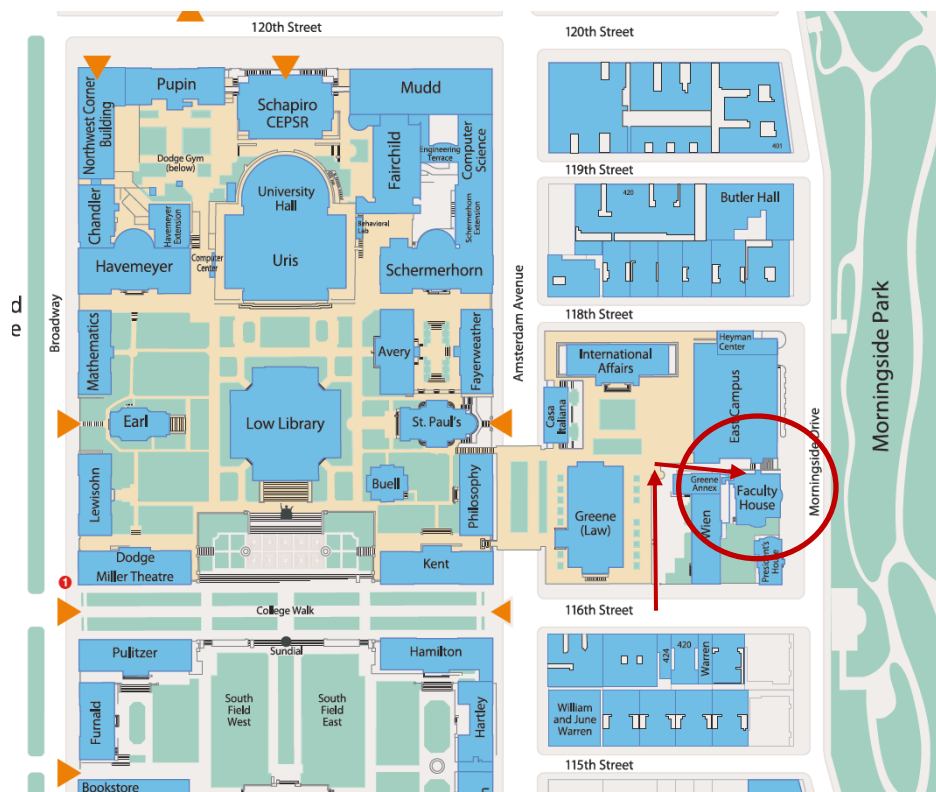 120th Street
120th Street
Pupin
Schapiro
CEPSR
Mudd
Northwest Corner
Building
Dodge Gym
(below)
Fairchild
Engineering
Terrace
Computer
Science
401
119th Street
University
Hall
Uris
Chandler
Havemeyer
Extension
Computer
Center
Behavioral
Lab
Schermerhorn
Extension
Havemeyer
Schermerhorn
420
Butler Hall
d
e
Broadway
Amsterdam Avenue
118th Street
Mathematics
Avery
Fayerweather
International
Affairs
Heyman
Center
Morningside Park
Earl
Low Library
St. Paul's
Casa
Italiana
East Campus
Morningside Drive
Lewisohn
Buell
Philosophy
Greene
(Law)
Greene
Annex
Faculty
House
Wien
President's
House
Dodge
Miller Theatre
Kent
1
College Walk
116th Street
Sundial
Pulitzer
Hamilton
424
420
Warren
Furnald
South
Field
West
South
Field
East
Hartley
William
and June
Warren
115th Street
Bookstore
n